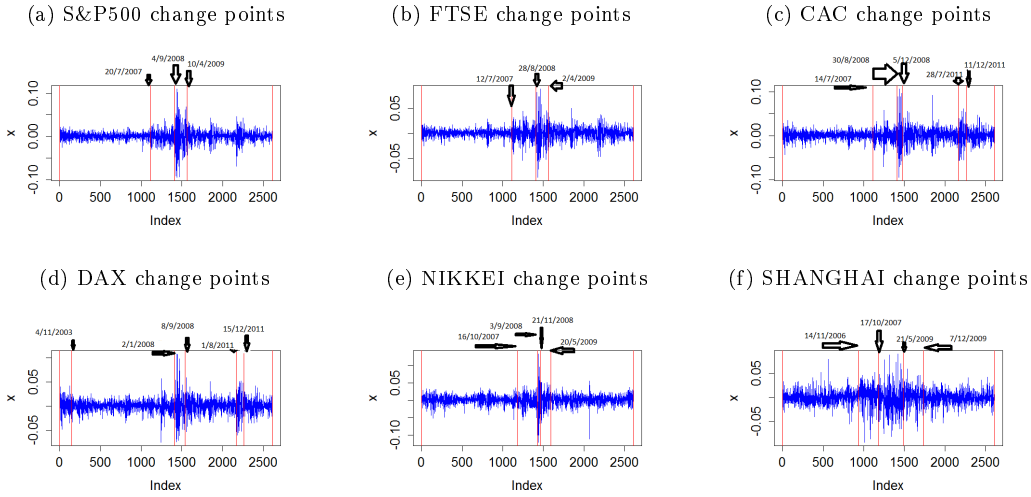 (a) S&P500 change points
20/7/2007
4/9/2008
10/4/2009
x
0.10
0.00
-0.10
0 500 1000 1500 2000 2500
Index
(b) FTSE change points
12/7/2007
28/8/2008
2/4/2009
x
0.05
-0.05
0 500 1000 1500 2000 2500
Index
(c) CAC change points
14/7/2007
30/8/2008
5/12/2008
28/7/2011
11/12/2011
x
0.10
0.00
-0.10
0 500 1000 1500 2000 2500
Index
(d) DAX change points
4/11/2003
2/1/2008
8/9/2008
1/8/2011
15/12/2011
x
0.05
-0.05
0 500 1000 1500 2000 2500
Index
(e) NIKKEI change points
16/10/2007
3/9/2008
21/11/2008
20/5/2009
x
0.05
-0.10
0 500 1000 1500 2000 2500
Index
(f) SHANGHAI change points
14/11/2006
17/10/2007
21/5/2009
7/12/2009
x
0.05
-0.05
0 500 1000 1500 2000 2500
Index